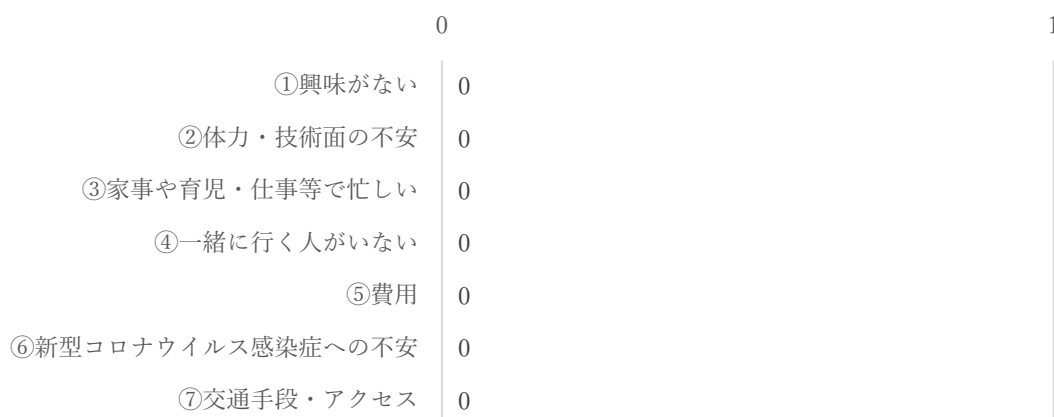 0 1
①興味がない 0
②体力・技術面の不安 0
③家事や育児・仕事等で忙しい 0
④一緒に行く人がいない 0
⑤費用 0
⑥新型コロナウイルス感染症への不安 0
⑦交通手段・アクセス 0